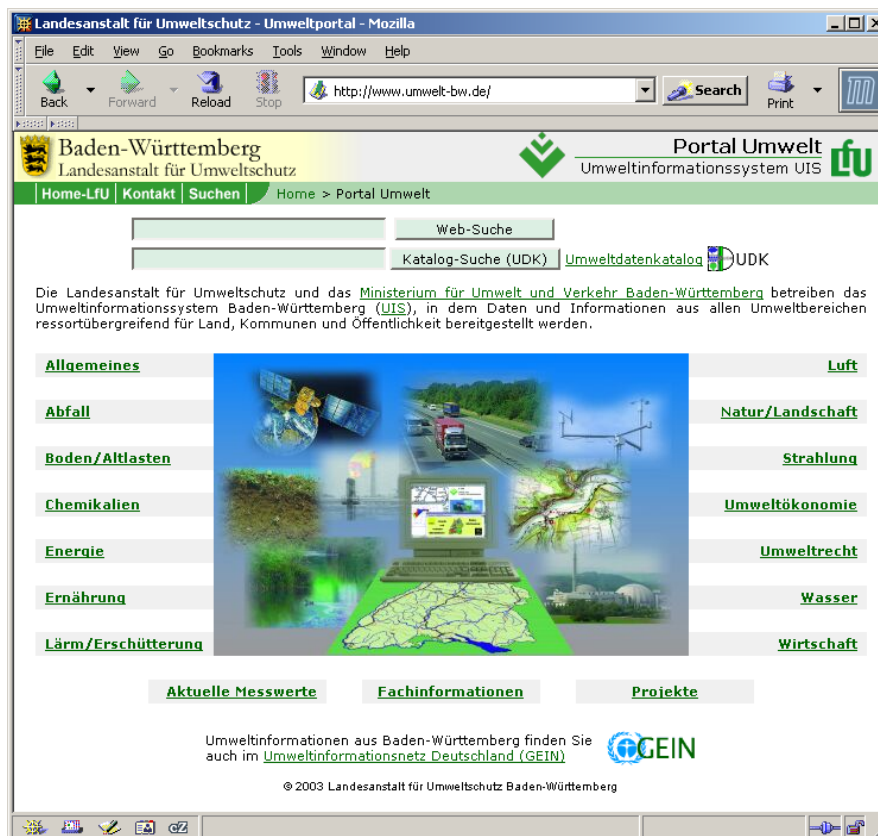 Landesanstalt für Umweltschutz - Umweltportal - Mozilla
File Edit View Go Bookmarks Tools Window Help
Back Forward Reload Stop http://www.umwelt-bw.de/ Search Print
Baden-Württemberg
Landesanstalt für Umweltschutz
Portal Umwelt
Umweltinformationssystem UIS
LfU
Home-LfU Kontakt Suchen Home > Portal Umwelt
Web-Suche
Katalog-Suche (UDK) Umweltdatenkatalog UDK
Die Landesanstalt für Umweltschutz und das Ministerium für Umwelt und Verkehr Baden-Württemberg betreiben das
Umweltinformationssystem Baden-Württemberg (UIS), in dem Daten und Informationen aus allen Umweltbereichen
ressortübergreifend für Land, Kommunen und Öffentlichkeit bereitgestellt werden.
Allgemeines Luft
Abfall Natur/Landschaft
Boden/Altlasten Strahlung
Chemikalien Umweltökonomie
Energie Umweltrecht
Ernährung Wasser
Lärm/Erschütterung Wirtschaft
Aktuelle Messwerte Fachinformationen Projekte
Umweltinformationen aus Baden-Württemberg finden Sie
auch im Umweltinformationsnetz Deutschland (GEIN)
GEIN
© 2003 Landesanstalt für Umweltschutz Baden-Württemberg